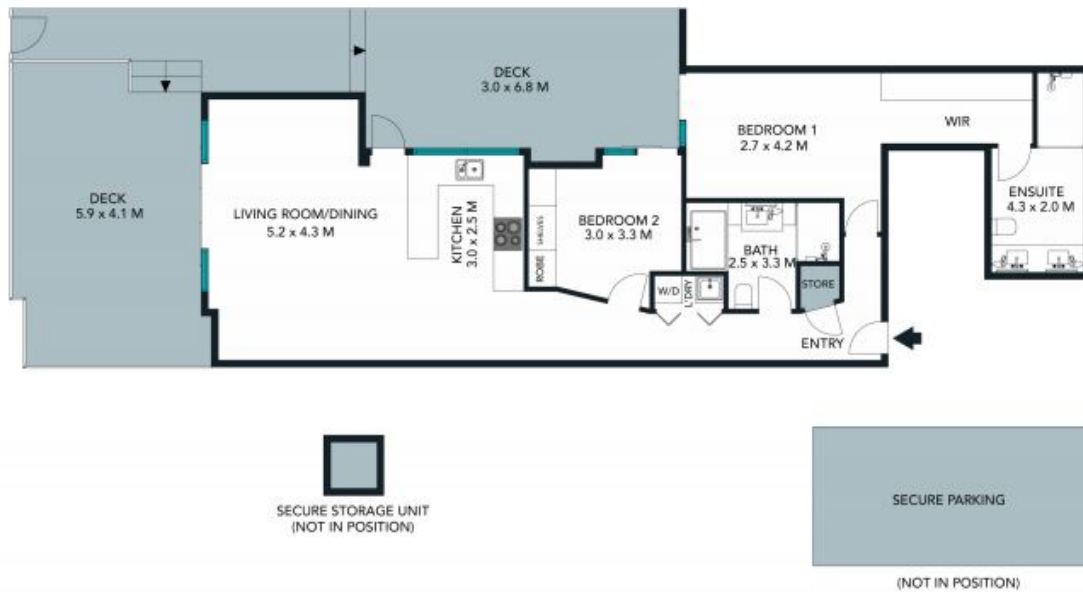 DECK
3.0 x 6.8 M
BEDROOM 1
2.7 x 4.2 M
WIR
DECK
5.9 x 4.1 M
LIVING ROOM/DINING
5.2 x 4.3 M
KITCHEN
3.0 x 2.5 M
SHELVES
ROBE
BEDROOM 2
3.0 x 3.3 M
ENSUITE
4.3 x 2.0 M
BATH
2.5 x 3.3 M
W/D
L'DRY
STORE
ENTRY
SECURE STORAGE UNIT
(NOT IN POSITION)
SECURE PARKING
(NOT IN POSITION)